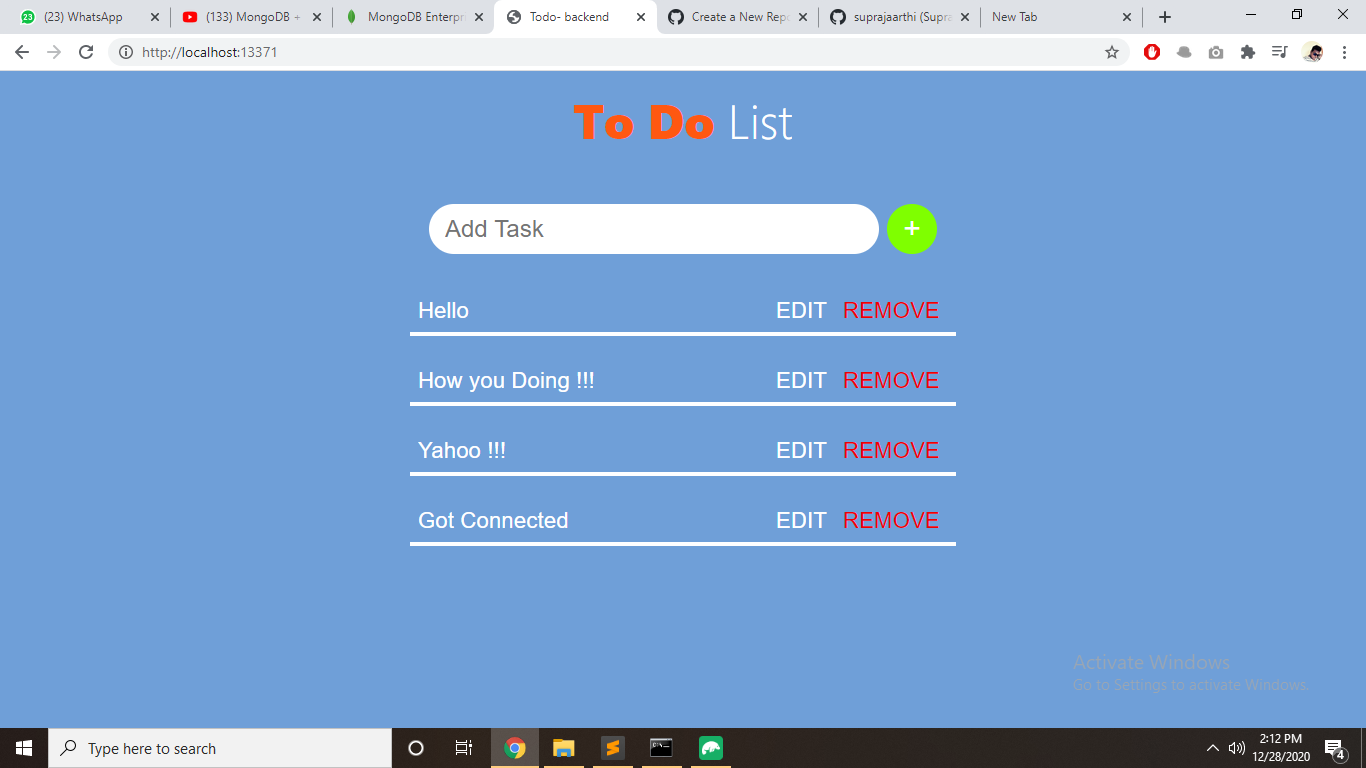 23 (23) WhatsApp
(133) MongoDB +
MongoDB Enterpri
Todo- backend
Create a New Repo
suprajaarthi (Supra
New Tab
http://localhost:13371
To Do List
Add Task +
Hello EDIT REMOVE
How you Doing !!! EDIT REMOVE
Yahoo !!! EDIT REMOVE
Got Connected EDIT REMOVE
Activate Windows
Go to Settings to activate Windows.
Type here to search
2:12 PM
12/28/2020
4